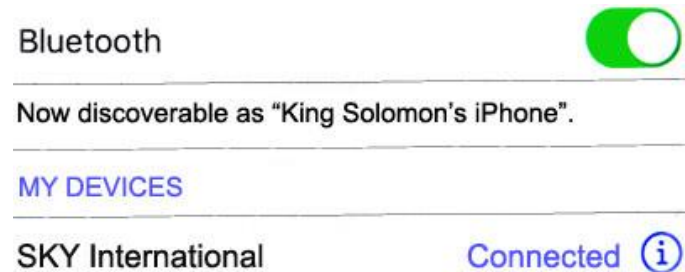 Bluetooth
Now discoverable as “King Solomon's iPhone”.
MY DEVICES
SKY International Connected